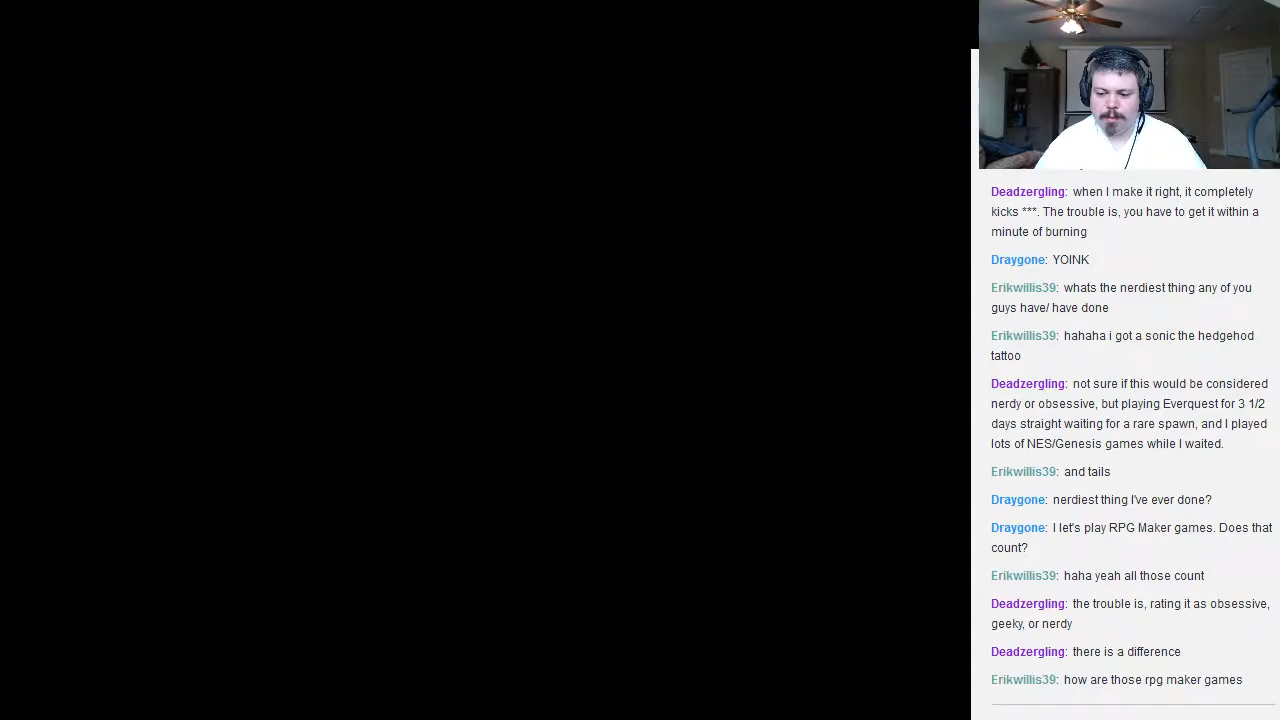 Deadzergling: when I make it right, it completely
kicks ***. The trouble is, you have to get it within a
minute of burning
Draygone: YOINK
Erikwillis39: whats the nerdiest thing any of you
guys have/ have done
Erikwillis39: hahaha i got a sonic the hedgehod
tattoo
Deadzergling: not sure if this would be considered
nerdy or obsessive, but playing Everquest for 3 1/2
days straight waiting for a rare spawn, and I played
lots of NES/Genesis games while I waited.
Erikwillis39: and tails
Draygone: nerdiest thing I've ever done?
Draygone: I let's play RPG Maker games. Does that
count?
Erikwillis39: haha yeah all those count
Deadzergling: the trouble is, rating it as obsessive,
geeky, or nerdy
Deadzergling: there is a difference
Erikwillis39: how are those rpg maker games